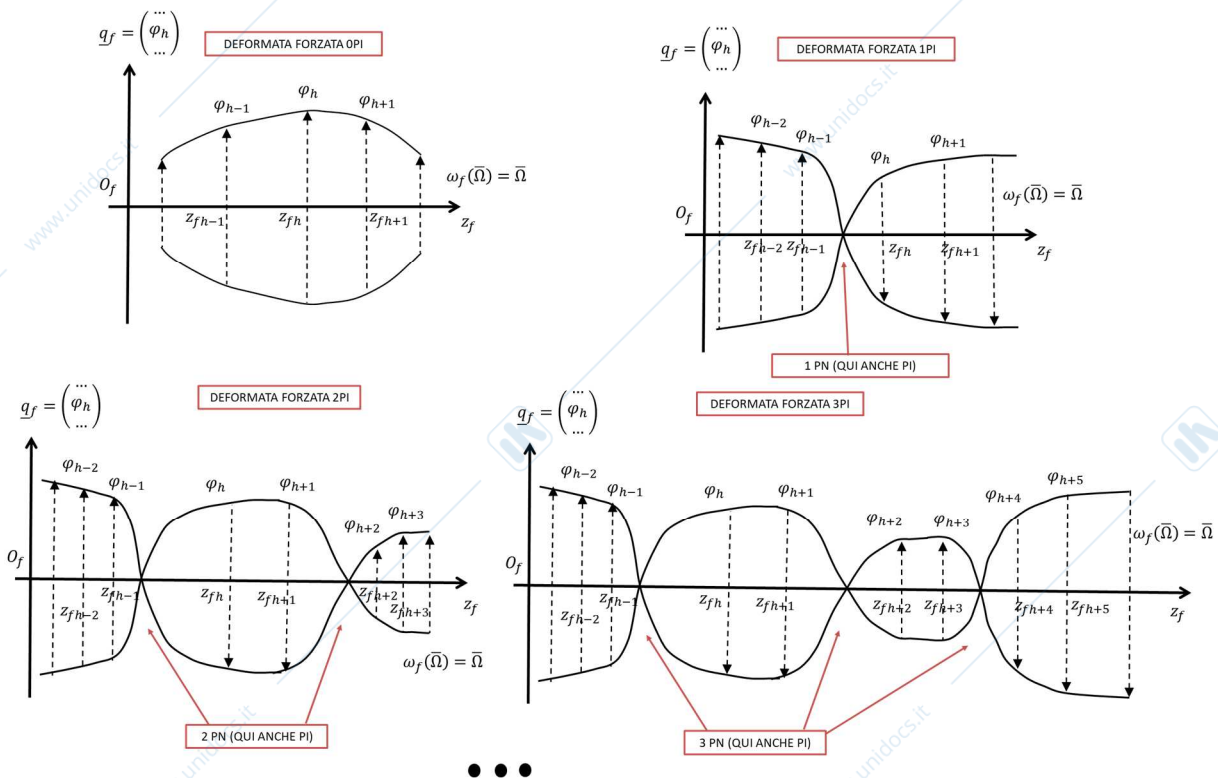 q_f = (... φ_h ...)
DEFORMATA FORZATA 0PI
φ_{h−1} φ_h φ_{h+1}
O_f
ω_f(Ω̅) = Ω̅
z_{fh−1} z_{fh} z_{fh+1} z_f
q_f = (... φ_h ...)
DEFORMATA FORZATA 1PI
φ_{h−2} φ_{h−1} φ_h φ_{h+1}
ω_f(Ω̅) = Ω̅
O_f
z_{fh−2} z_{fh−1} z_{fh} z_{fh+1} z_f
1 PN (QUI ANCHE PI)
q_f = (... φ_h ...)
DEFORMATA FORZATA 2PI
φ_{h−2} φ_{h−1} φ_h φ_{h+1} φ_{h+2} φ_{h+3}
O_f
z_{fh−2} z_{fh−1} z_{fh} z_{fh+1} z_{fh+2} z_{fh+3} z_f
ω_f(Ω̅) = Ω̅
2 PN (QUI ANCHE PI)
q_f = (... φ_h ...)
DEFORMATA FORZATA 3PI
φ_{h−2} φ_{h−1} φ_h φ_{h+1} φ_{h+2} φ_{h+3} φ_{h+4} φ_{h+5}
ω_f(Ω̅) = Ω̅
O_f
z_{fh−2} z_{fh−1} z_{fh} z_{fh+1} z_{fh+2} z_{fh+3} z_{fh+4} z_{fh+5} z_f
3 PN (QUI ANCHE PI)
...
www.unidocs.it
www.unidocs.it
unidocs.it
unidocs.it